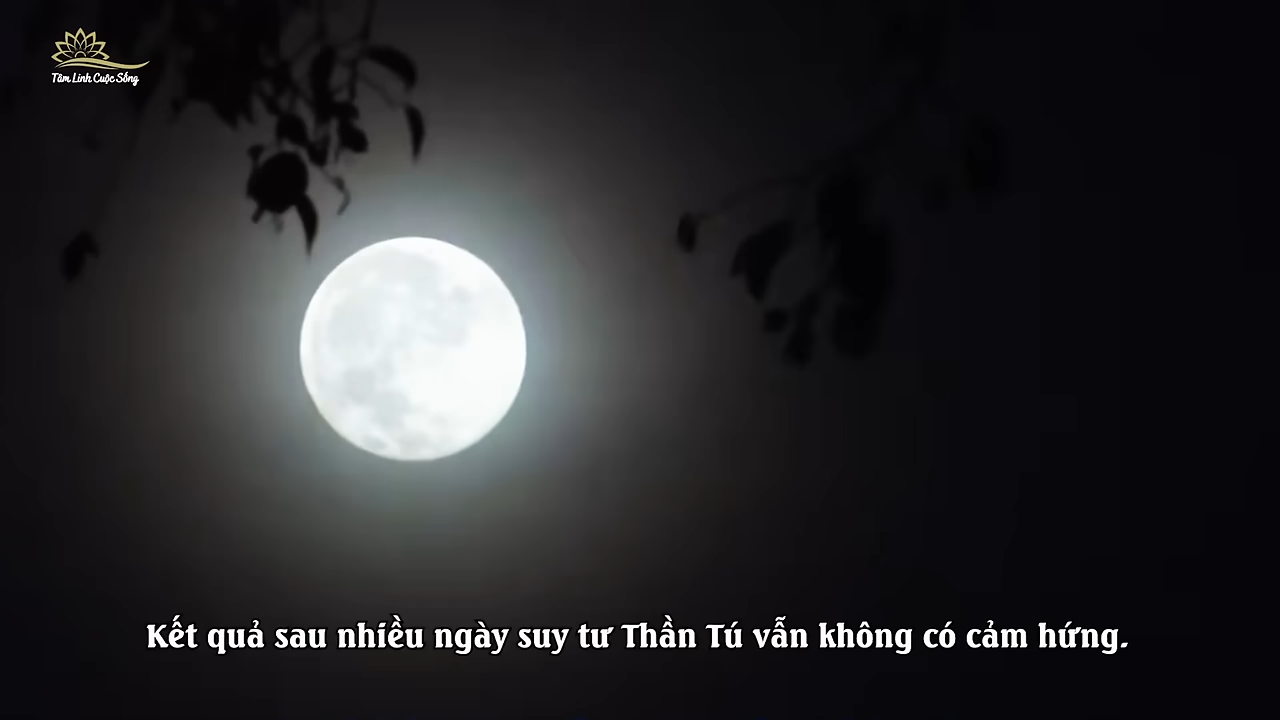 Tâm Linh Cuộc Sống
Kết quả sau nhiều ngày suy tư Thần Tú vẫn không có cảm hứng.